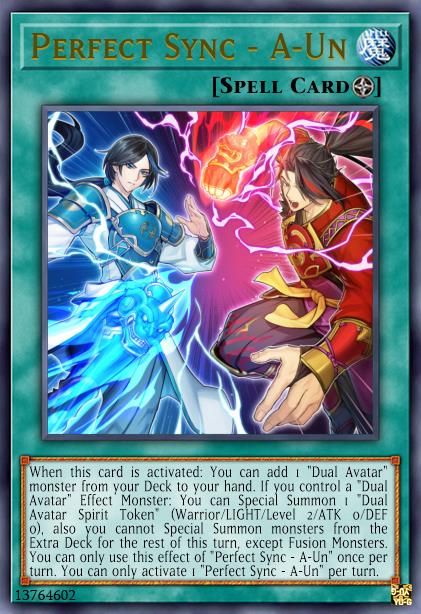 PERFECT SYNC - A-UN
魔
[SPELL CARD]
When this card is activated: You can add 1 "Dual Avatar"
monster from your Deck to your hand. If you control a "Dual
Avatar" Effect Monster: You can Special Summon 1 "Dual
Avatar Spirit Token" (Warrior/LIGHT/Level 2/ATK 0/DEF
0), also you cannot Special Summon monsters from the
Extra Deck for the rest of this turn, except Fusion Monsters.
You can only use this effect of "Perfect Sync - A-Un" once per
turn. You can only activate 1 "Perfect Sync - A-Un" per turn.
13764602